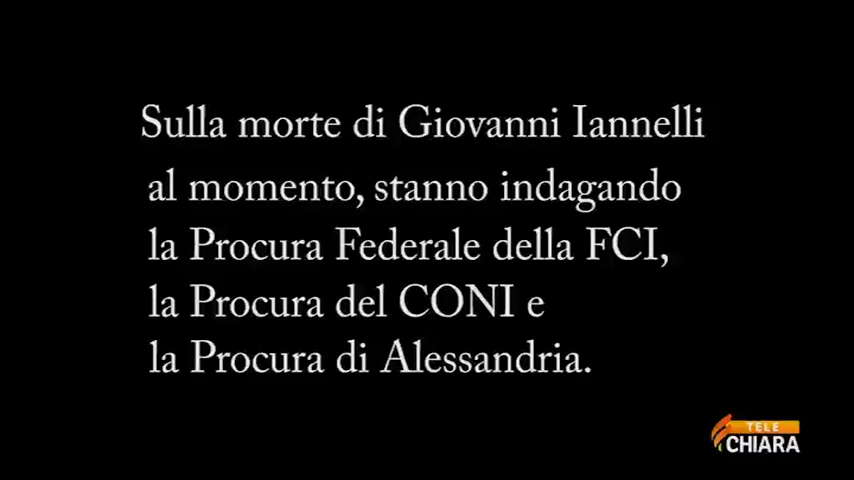 Sulla morte di Giovanni Iannelli
al momento, stanno indagando
la Procura Federale della FCI,
la Procura del CONI e
la Procura di Alessandria.
TELE
CHIARA